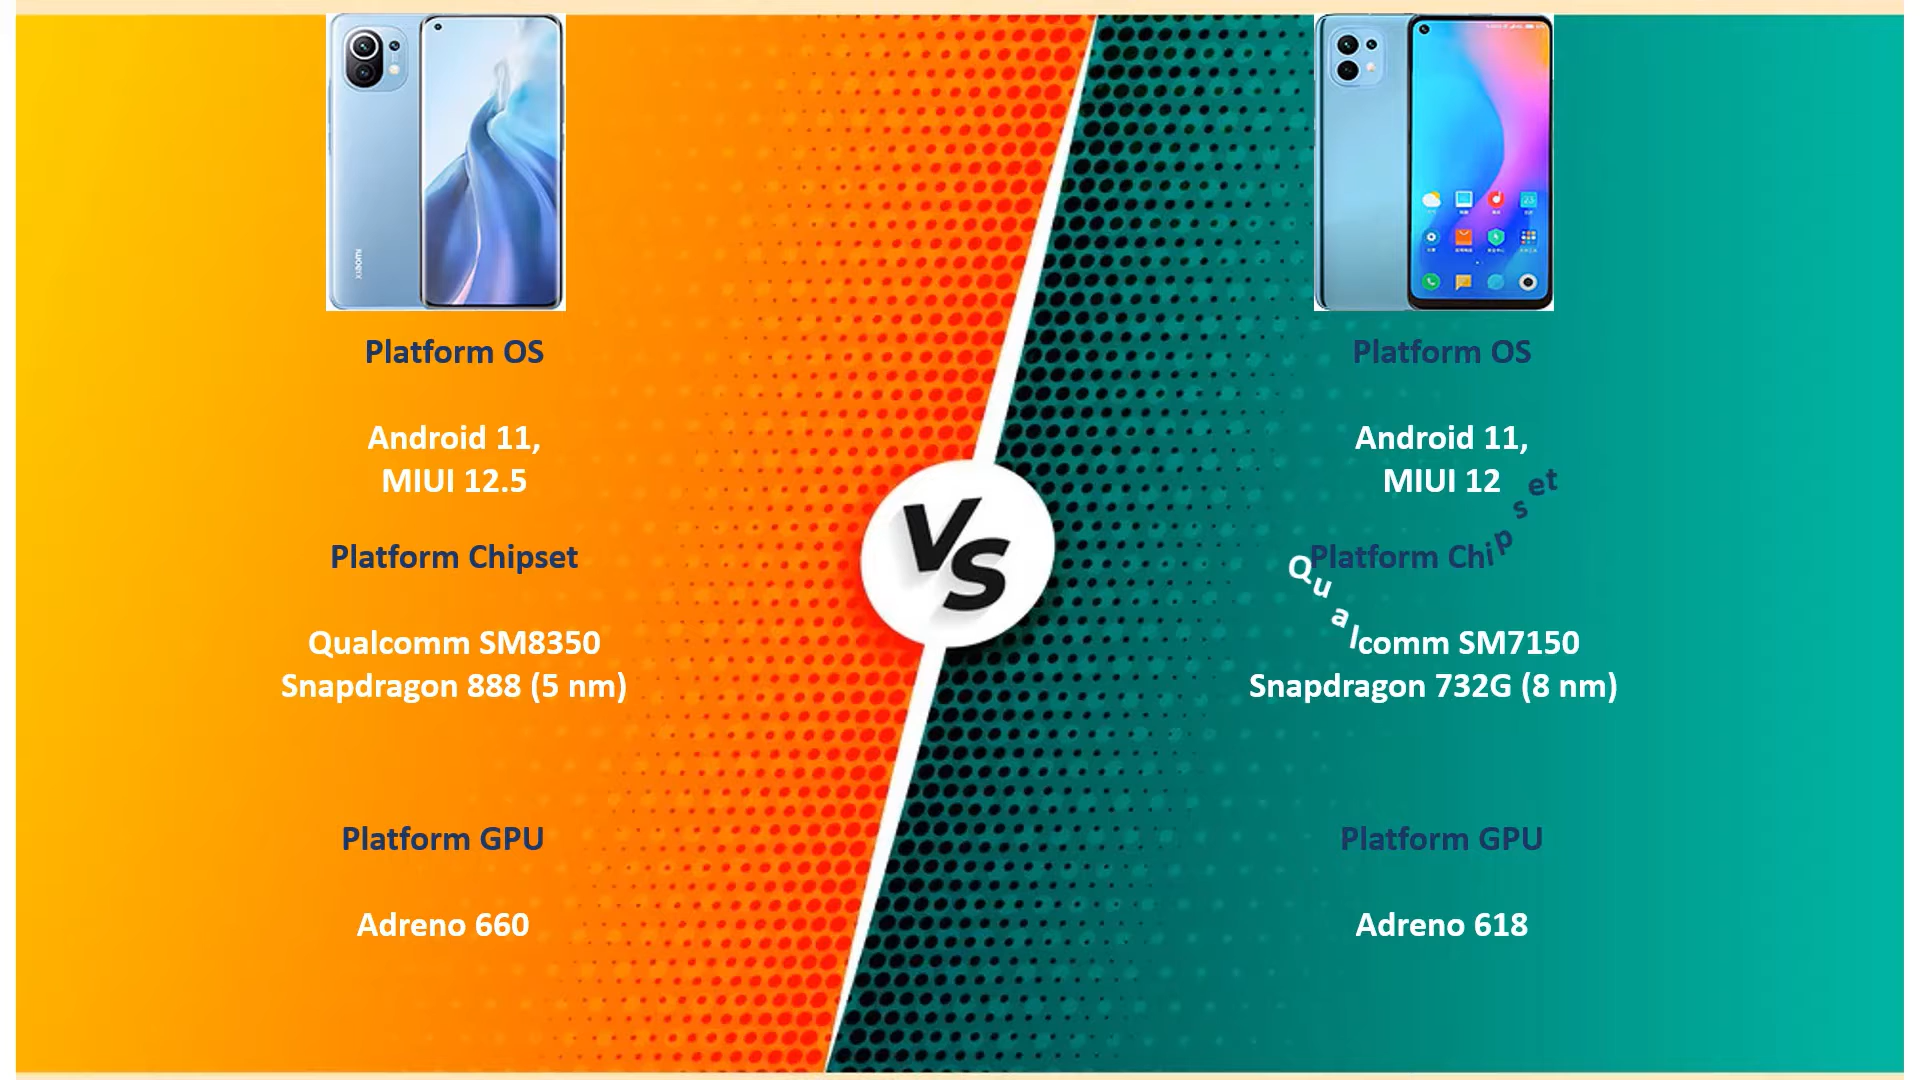 xiaomi
Platform OS
Android 11,
MIUI 12.5
Platform Chipset
Qualcomm SM8350
Snapdragon 888 (5 nm)
Platform GPU
Adreno 660
VS
Platform OS
Android 11,
MIUI 12
Platform Chipset
Qualcomm SM7150
Snapdragon 732G (8 nm)
Platform GPU
Adreno 618